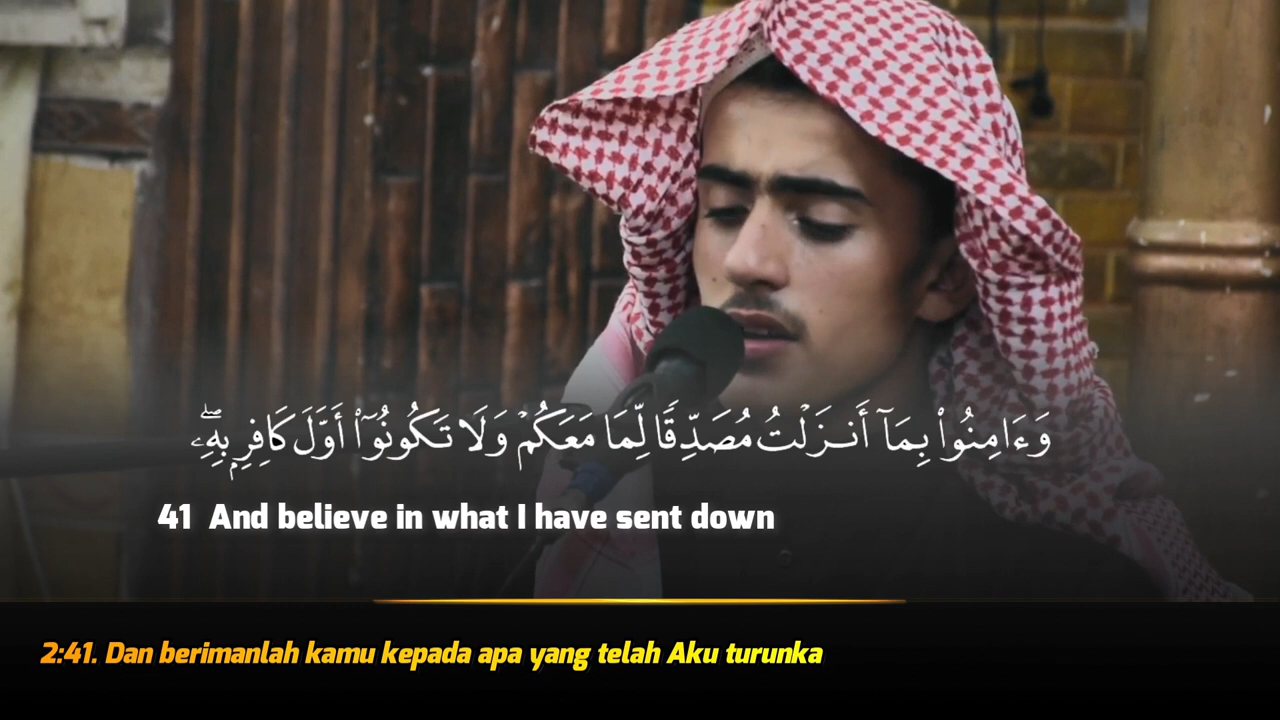 وَءَامِنُوا۟ بِمَآ أَنزَلْتُ مُصَدِّقًا لِّمَا مَعَكُمْ وَلَا تَكُونُوٓا۟ أَوَّلَ كَافِرٍۭ بِهِۦۖ
41 And believe in what I have sent down
2:41. Dan berimanlah kamu kepada apa yang telah Aku turunka